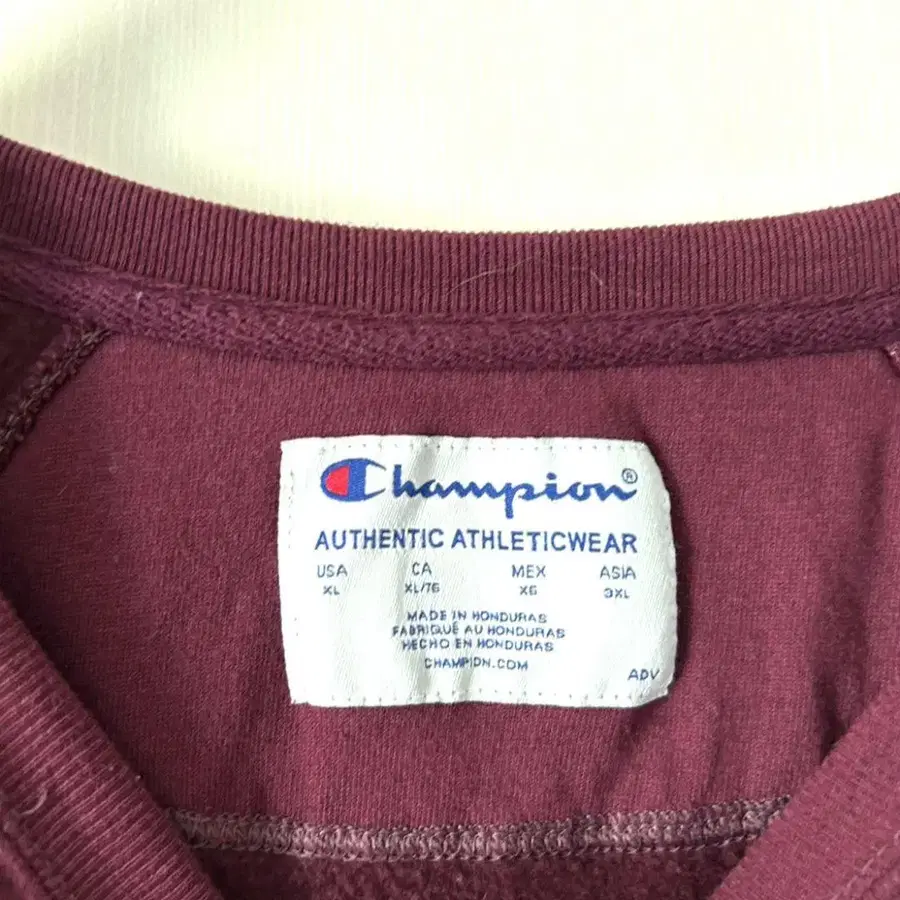 Champion®
AUTHENTIC ATHLETICWEAR
USA CA MEX ASIA
XL XL/TG XG 3XL
MADE IN HONDURAS
FABRIQUÉ AU HONDURAS
HECHO EN HONDURAS
CHAMPION.COM
ADV